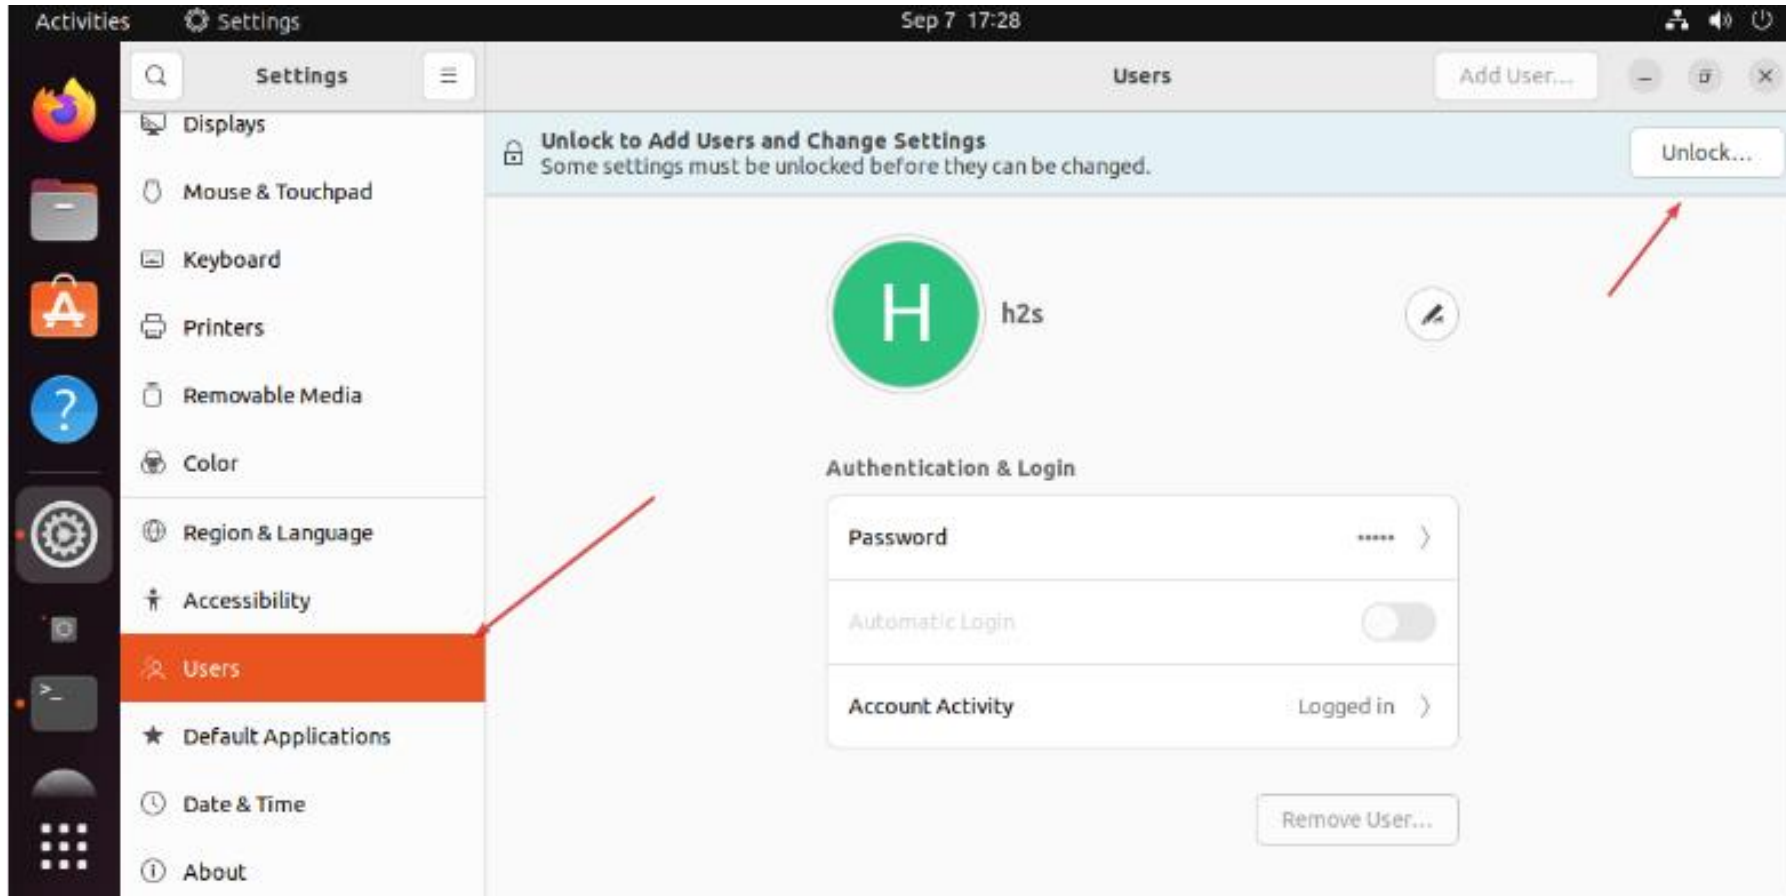 Activities Settings Sep 7 17:28
Settings Users Add User...
Displays
Mouse & Touchpad
Keyboard
Printers
Removable Media
Color
Region & Language
Accessibility
Users
Default Applications
Date & Time
About
Unlock to Add Users and Change Settings
Some settings must be unlocked before they can be changed.
Unlock...
H h2s
Authentication & Login
Password •••••
Automatic Login
Account Activity Logged in
Remove User...